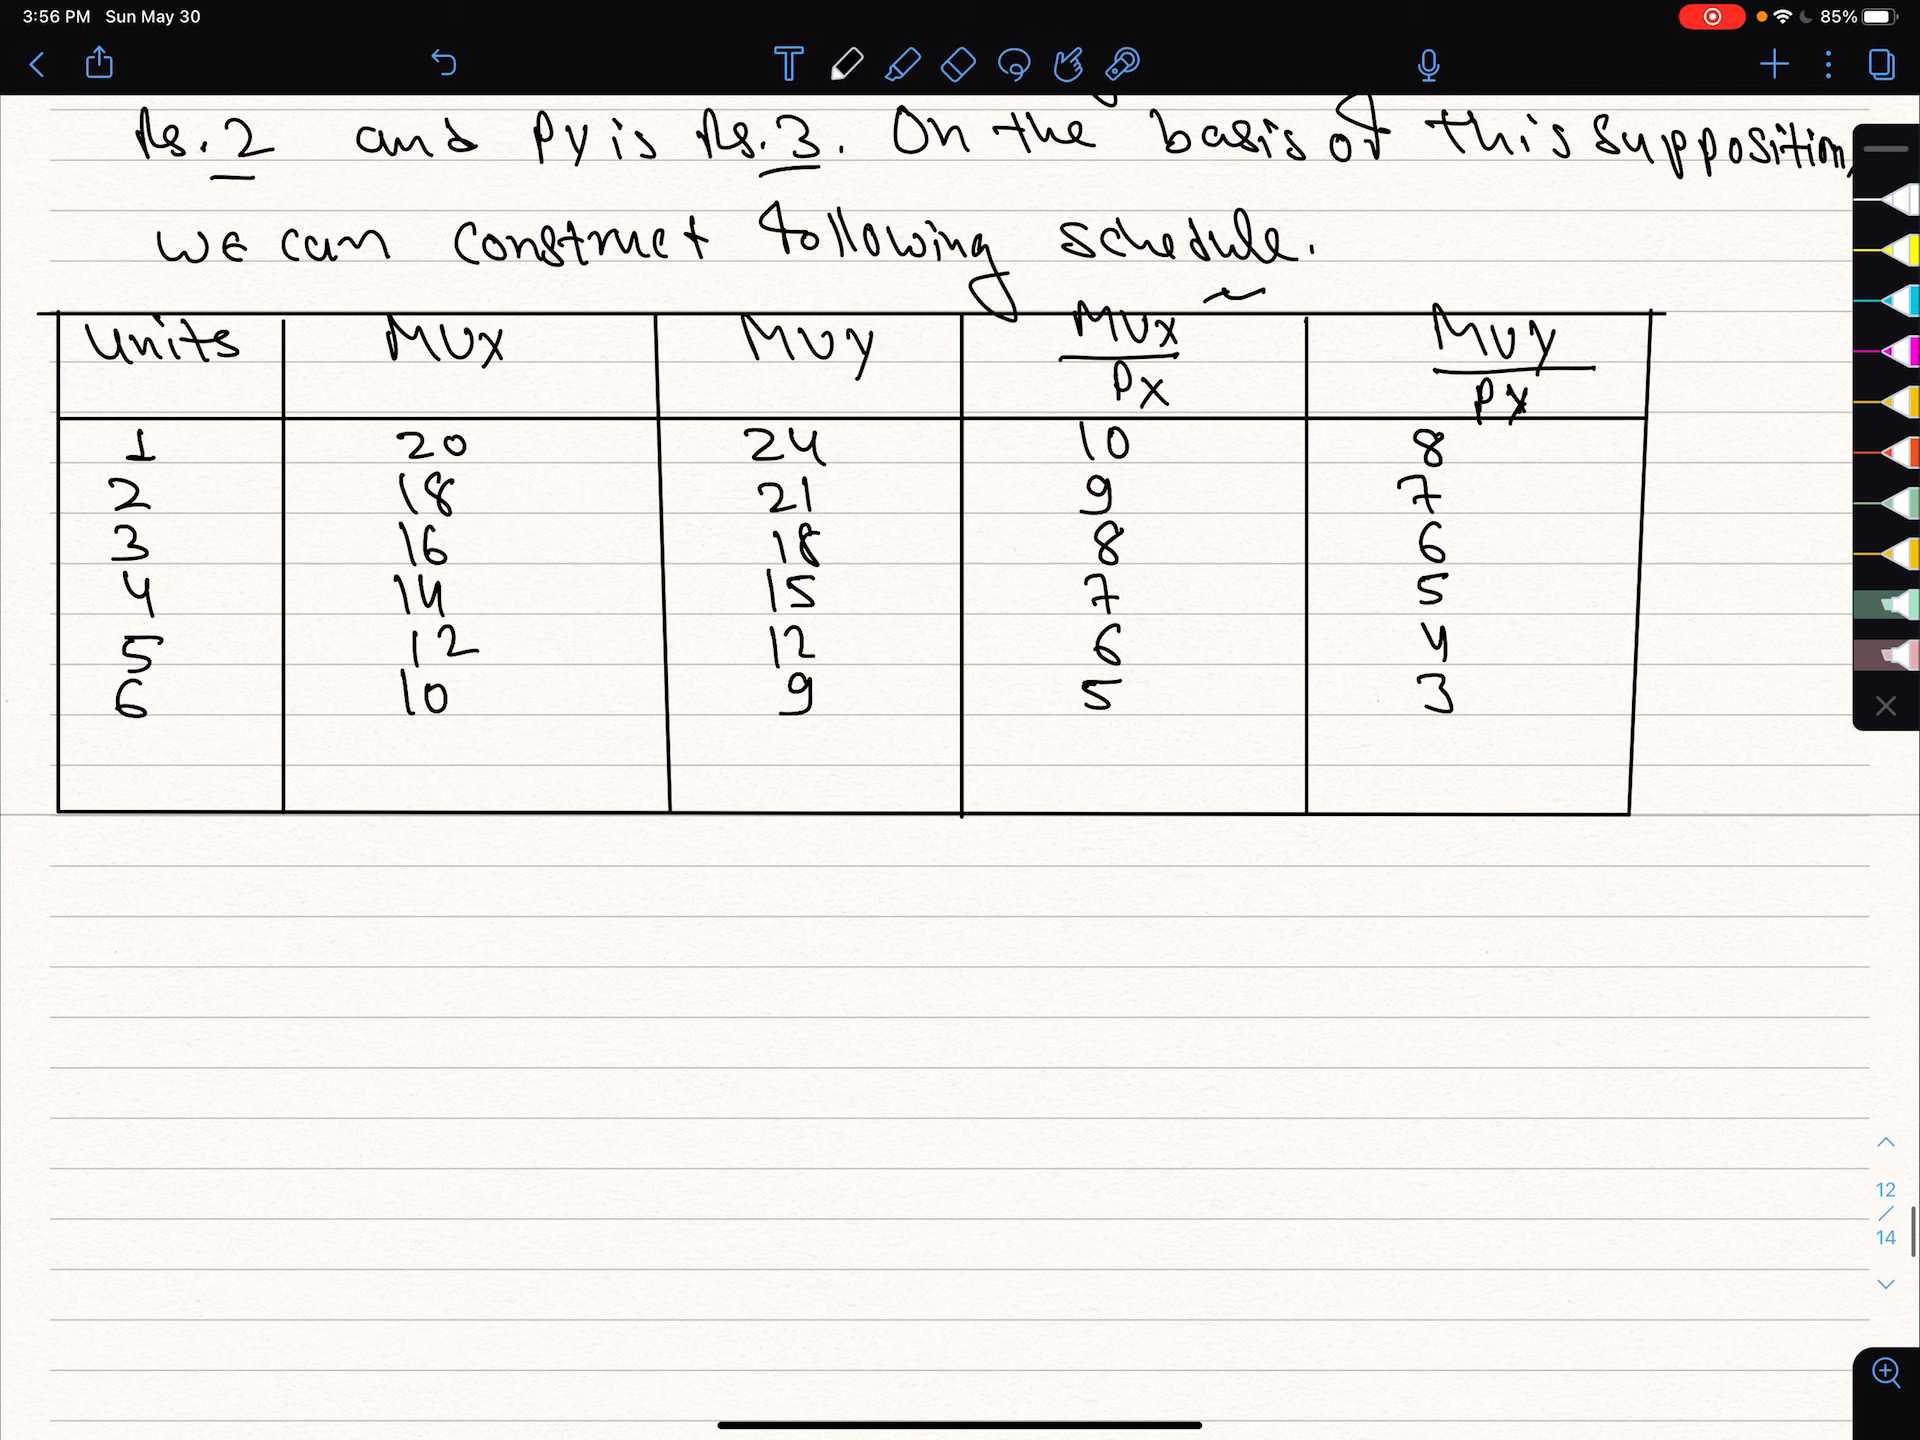 3:56 PM Sun May 30 85%
Rs. 2 and Py is Rs. 3. On the basis of this Suppposition,
we can construct following schedule.
Units MUx MUy MUx/Px MUy/Py
1 20 24 10 8
2 18 21 9 7
3 16 18 8 6
4 14 15 7 5
5 12 12 6 4
6 10 9 5 3
12
/
14